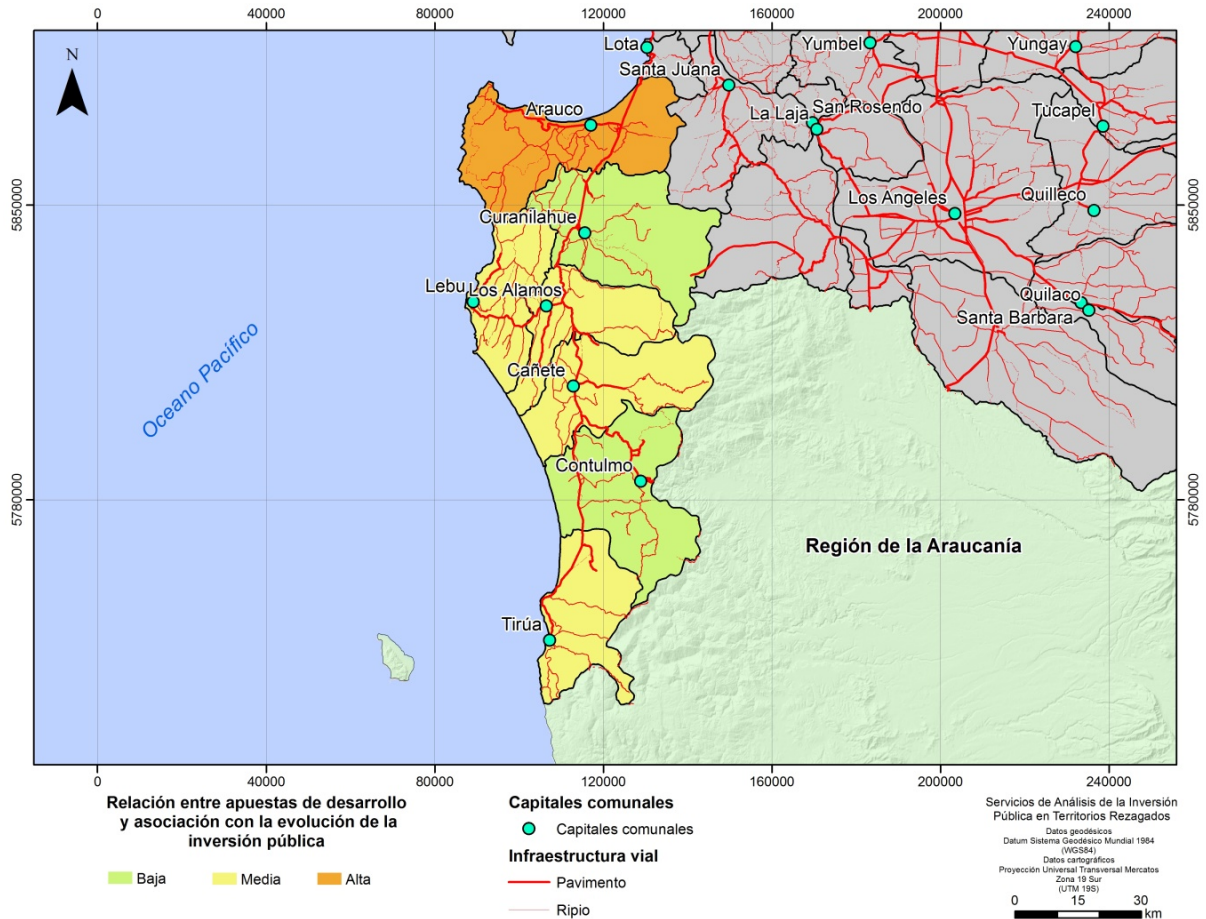 0 40000 80000 120000 160000 200000 240000
N
Lota
Yumbel
Yungay
Santa Juana
Arauco
La Laja
San Rosendo
Tucapel
5850000
5850000
Los Angeles
Quilleco
Curanilahue
Lebu
Los Alamos
Quilaco
Santa Barbara
Oceano Pacífico
Cañete
Contulmo
5780000
5780000
Región de la Araucanía
Tirúa
0 40000 80000 120000 160000 200000 240000
Relación entre apuestas de desarrollo
y asociación con la evolución de la
inversión pública
Baja Media Alta
Capitales comunales
Capitales comunales
Infraestructura vial
Pavimento
Ripio
Servicios de Análisis de la Inversión
Pública en Territorios Rezagados
Datos geodésicos
Datum Sistema Geodésico Mundial 1984
(WGS84)
Datos cartográficos
Proyección Universal Transversal Mercatos
Zona 19 Sur
(UTM 19S)
0 15 30
km